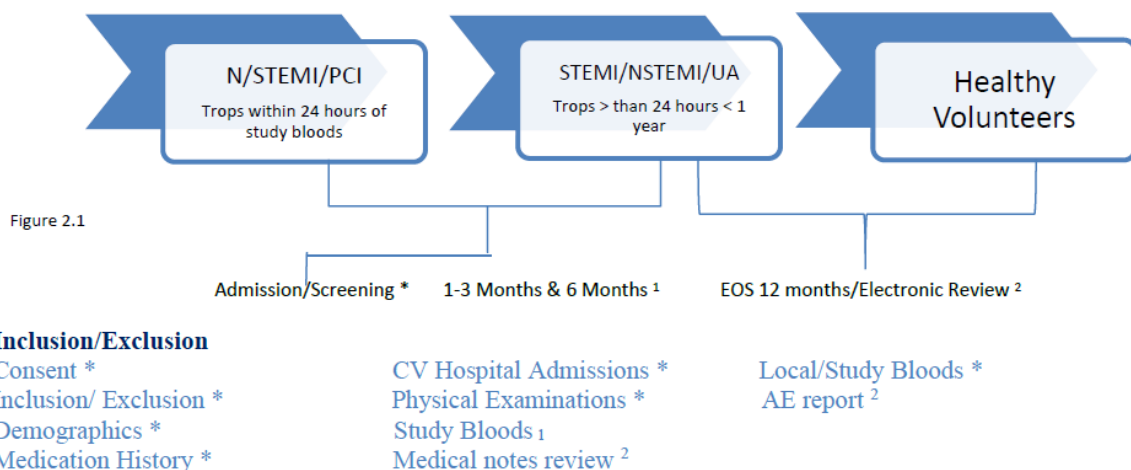 N/STEMI/PCI
Trops within 24 hours of
study bloods
STEMI/NSTEMI/UA
Trops > than 24 hours < 1
year
Healthy
Volunteers
Figure 2.1
Admission/Screening * 1-3 Months & 6 Months ¹ EOS 12 months/Electronic Review ²
Inclusion/Exclusion
Consent * CV Hospital Admissions * Local/Study Bloods *
Inclusion/ Exclusion * Physical Examinations * AE report ²
Demographics * Study Bloods ₁
Medication History * Medical notes review ²